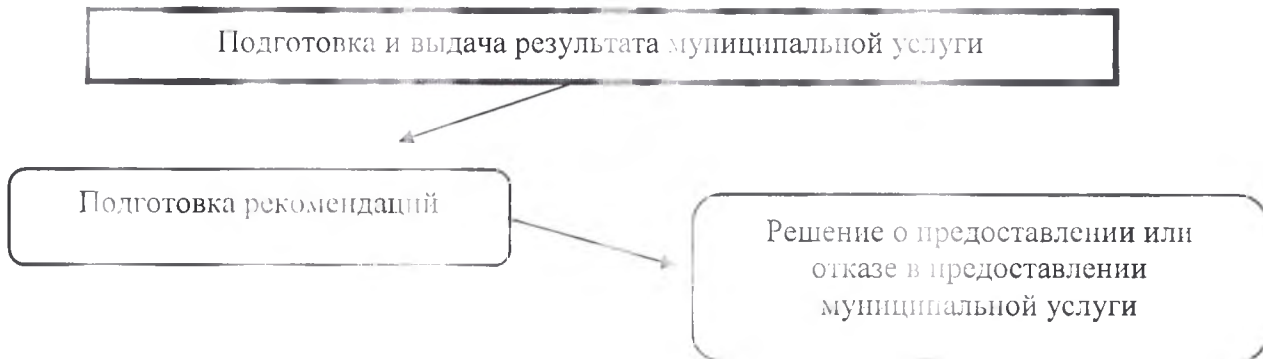 Подготовка и выдача результата муниципальной услуги
Подготовка рекомендаций
Решение о предоставлении или
отказе в предоставлении
муниципальной услуги